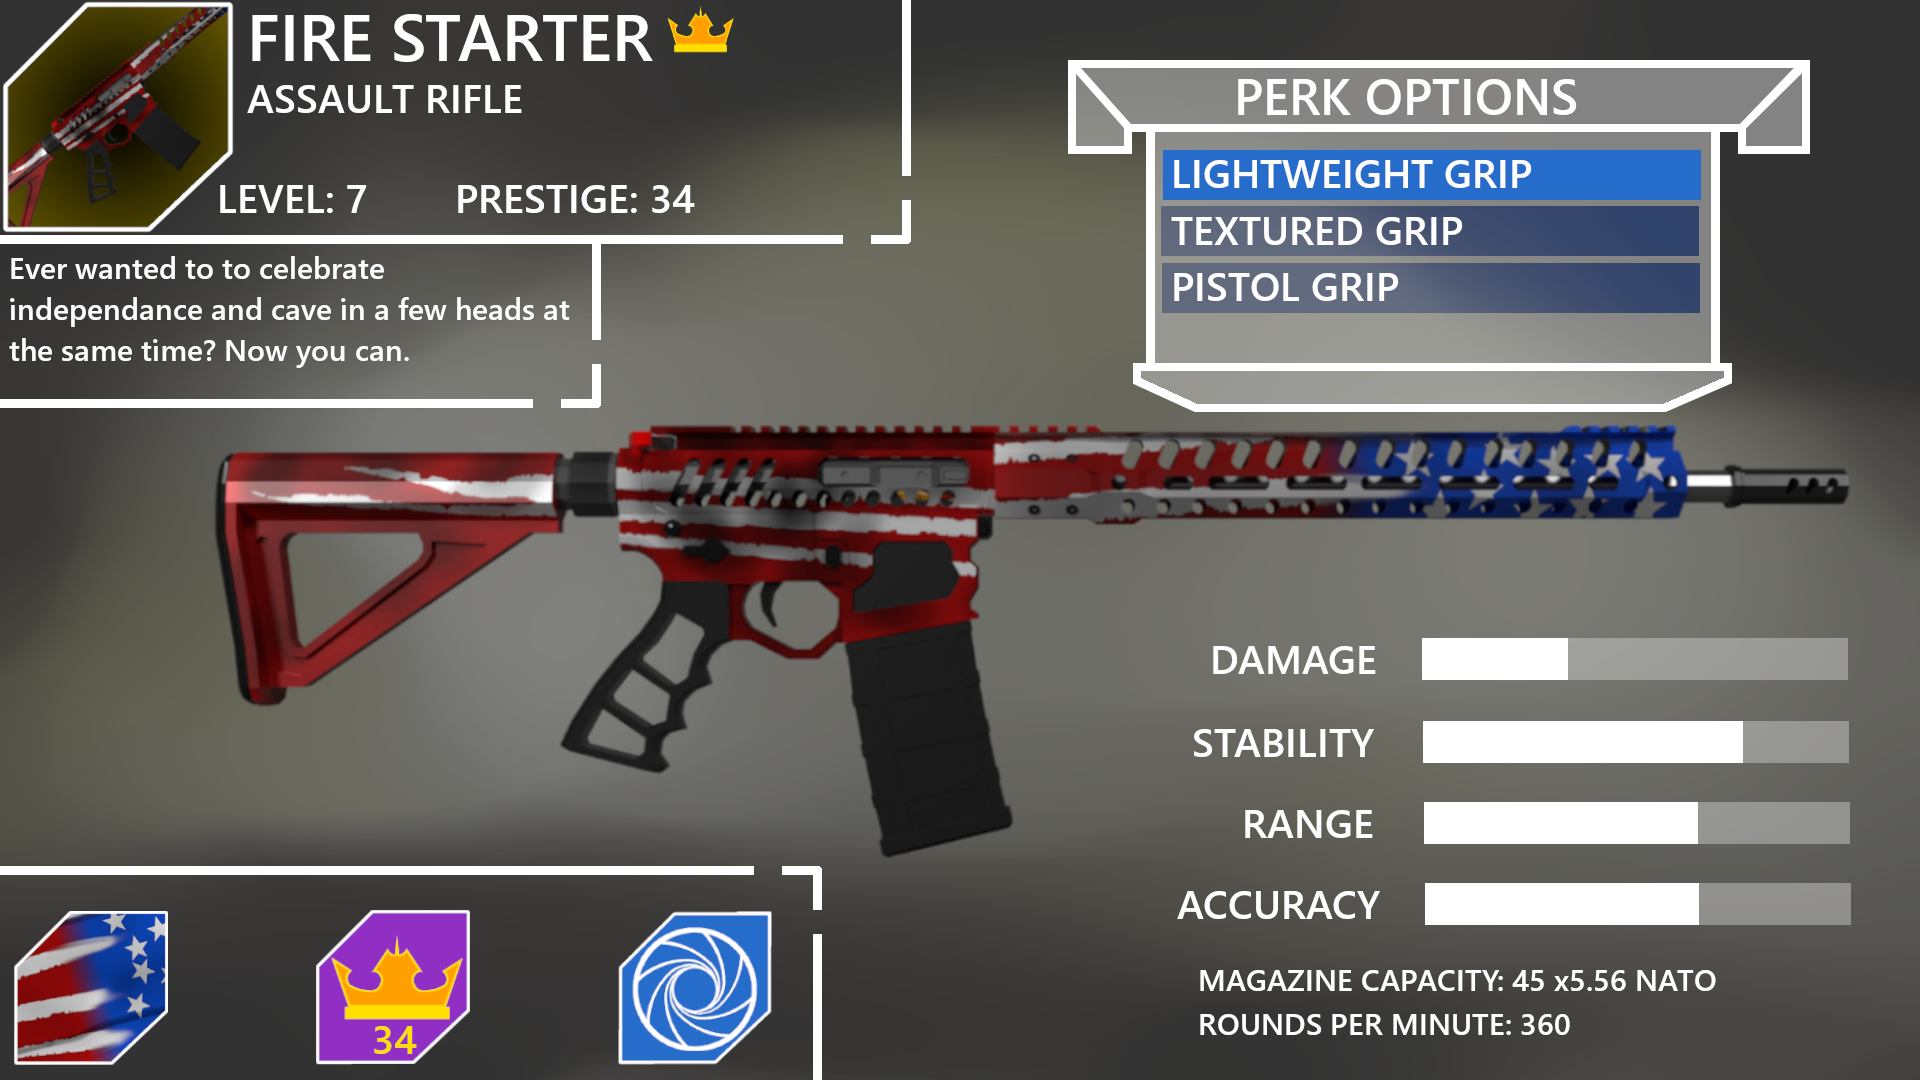 FIRE STARTER
ASSAULT RIFLE
LEVEL: 7 PRESTIGE: 34
Ever wanted to to celebrate
independance and cave in a few heads at
the same time? Now you can.
PERK OPTIONS
LIGHTWEIGHT GRIP
TEXTURED GRIP
PISTOL GRIP
DAMAGE
STABILITY
RANGE
ACCURACY
MAGAZINE CAPACITY: 45 x5.56 NATO
ROUNDS PER MINUTE: 360
34